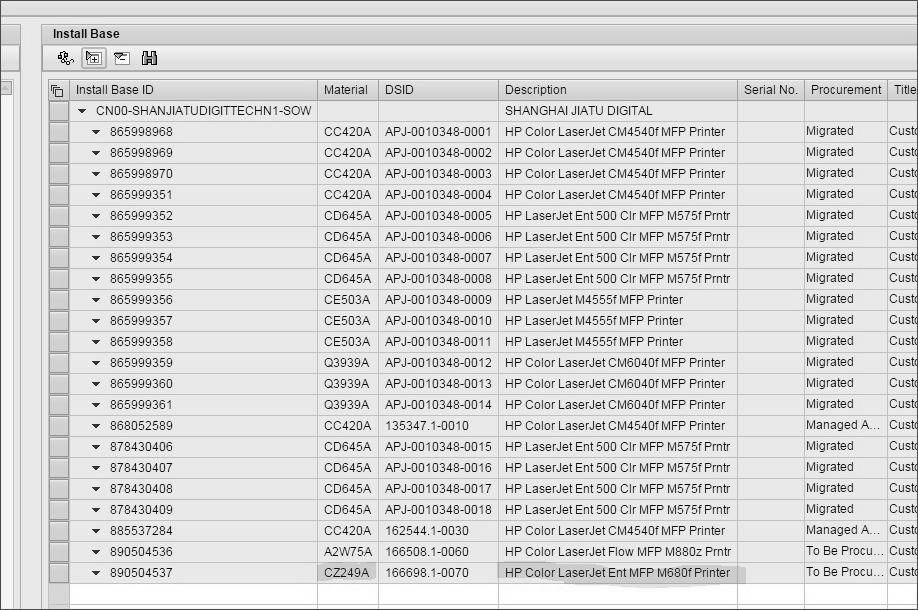 Install Base
Install Base ID Material DSID Description Serial No. Procurement Title
CN00-SHANJIATUDIGITTECHN1-SOW SHANGHAI JIATU DIGITAL
865998968 CC420A APJ-0010348-0001 HP Color LaserJet CM4540f MFP Printer Migrated Custo
865998969 CC420A APJ-0010348-0002 HP Color LaserJet CM4540f MFP Printer Migrated Custo
865998970 CC420A APJ-0010348-0003 HP Color LaserJet CM4540f MFP Printer Migrated Custo
865999351 CC420A APJ-0010348-0004 HP Color LaserJet CM4540f MFP Printer Migrated Custo
865999352 CD645A APJ-0010348-0005 HP LaserJet Ent 500 Clr MFP M575f Prntr Migrated Custo
865999353 CD645A APJ-0010348-0006 HP LaserJet Ent 500 Clr MFP M575f Prntr Migrated Custo
865999354 CD645A APJ-0010348-0007 HP LaserJet Ent 500 Clr MFP M575f Prntr Migrated Custo
865999355 CD645A APJ-0010348-0008 HP LaserJet Ent 500 Clr MFP M575f Prntr Migrated Custo
865999356 CE503A APJ-0010348-0009 HP LaserJet M4555f MFP Printer Migrated Custo
865999357 CE503A APJ-0010348-0010 HP LaserJet M4555f MFP Printer Migrated Custo
865999358 CE503A APJ-0010348-0011 HP LaserJet M4555f MFP Printer Migrated Custo
865999359 Q3939A APJ-0010348-0012 HP Color LaserJet CM6040f MFP Printer Migrated Custo
865999360 Q3939A APJ-0010348-0013 HP Color LaserJet CM6040f MFP Printer Migrated Custo
865999361 Q3939A APJ-0010348-0014 HP Color LaserJet CM6040f MFP Printer Migrated Custo
868052589 CC420A 135347.1-0010 HP Color LaserJet CM4540f MFP Printer Managed A... Custo
878430406 CD645A APJ-0010348-0015 HP LaserJet Ent 500 Clr MFP M575f Prntr Migrated Custo
878430407 CD645A APJ-0010348-0016 HP LaserJet Ent 500 Clr MFP M575f Prntr Migrated Custo
878430408 CD645A APJ-0010348-0017 HP LaserJet Ent 500 Clr MFP M575f Prntr Migrated Custo
878430409 CD645A APJ-0010348-0018 HP LaserJet Ent 500 Clr MFP M575f Prntr Migrated Custo
885537284 CC420A 162544.1-0030 HP Color LaserJet CM4540f MFP Printer Managed A... Custo
890504536 A2W75A 166508.1-0060 HP Color LaserJet Flow MFP M880z Prntr To Be Procu... Custo
890504537 CZ249A 166698.1-0070 HP Color LaserJet Ent MFP M680f Printer To Be Procu... Custo